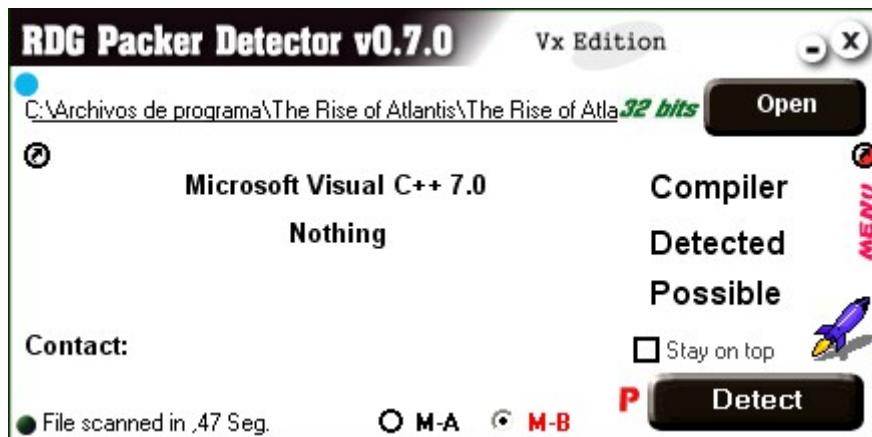 RDG Packer Detector v0.7.0 Vx Edition
C:\Archivos de programa\The Rise of Atlantis\The Rise of Atla 32 bits Open
Microsoft Visual C++ 7.0 Compiler
Nothing Detected
Possible
MENU
Contact:
Stay on top
P Detect
File scanned in ,47 Seg. M-A M-B